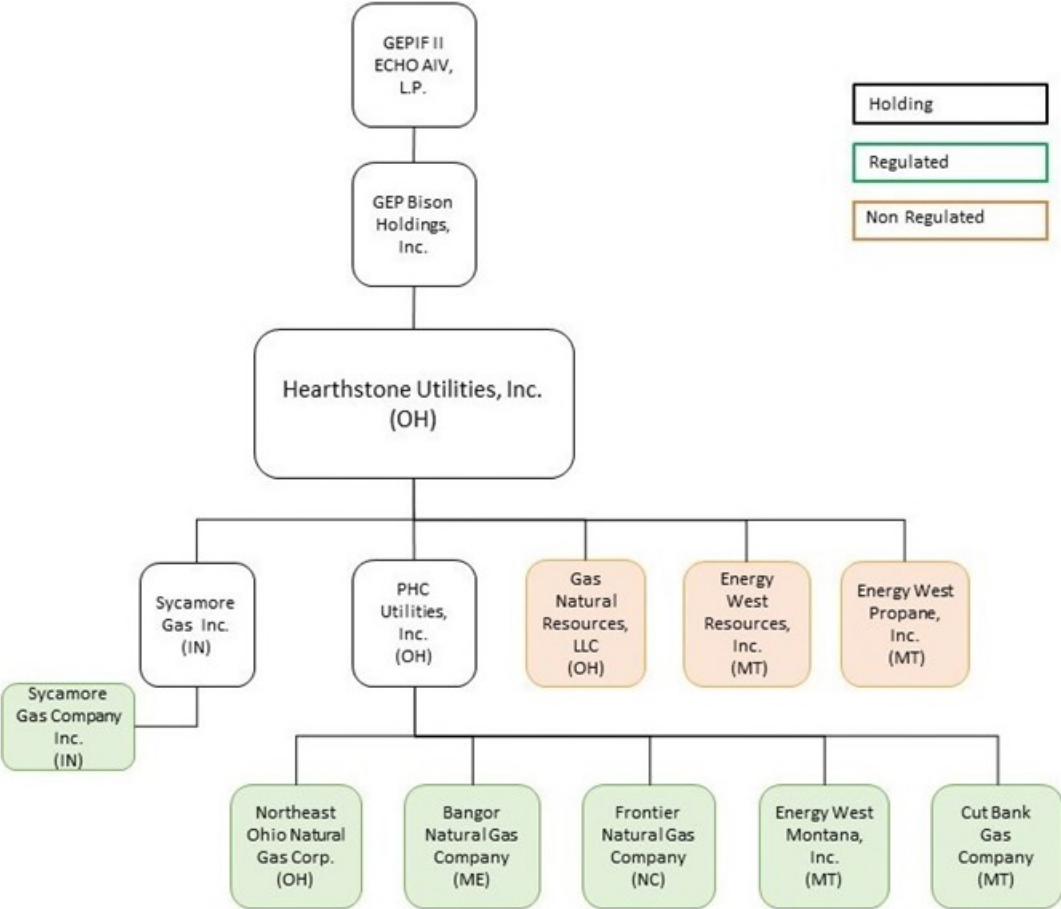 GEPIF II
ECHO AIV,
L.P.
Holding
Regulated
Non Regulated
GEP Bison
Holdings,
Inc.
Hearthstone Utilities, Inc.
(OH)
Sycamore
Gas Inc.
(IN)
PHC
Utilities,
Inc.
(OH)
Gas
Natural
Resources,
LLC
(OH)
Energy
West
Resources,
Inc.
(MT)
Energy West
Propane,
Inc.
(MT)
Sycamore
Gas Company
Inc.
(IN)
Northeast
Ohio Natural
Gas Corp.
(OH)
Bangor
Natural Gas
Company
(ME)
Frontier
Natural Gas
Company
(NC)
Energy West
Montana,
Inc.
(MT)
Cut Bank
Gas
Company
(MT)